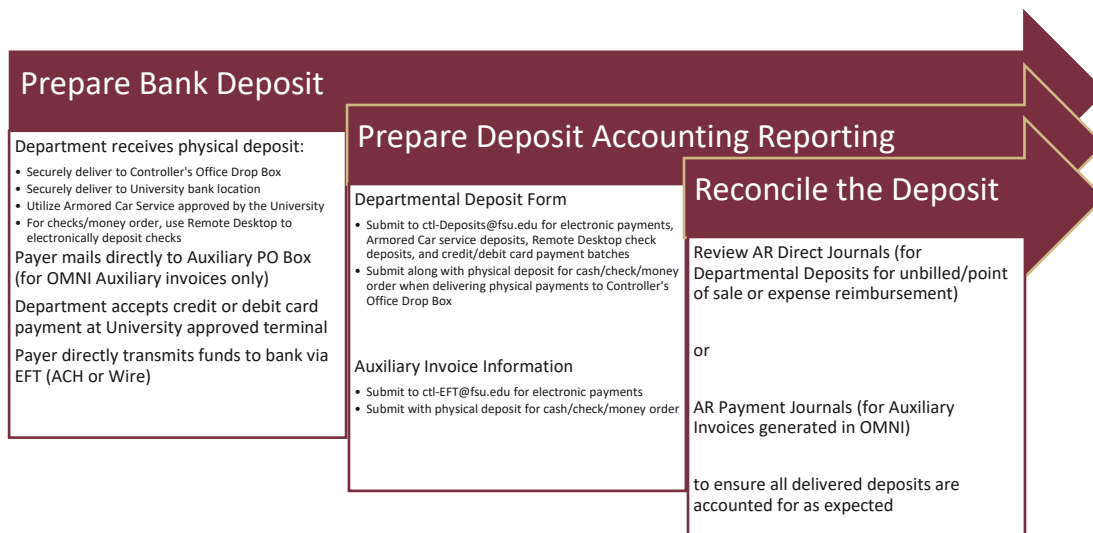 Prepare Bank Deposit
Department receives physical deposit:
• Securely deliver to Controller's Office Drop Box
• Securely deliver to University bank location
• Utilize Armored Car Service approved by the University
• For checks/money order, use Remote Desktop to
electronically deposit checks
Payer mails directly to Auxiliary PO Box
(for OMNI Auxiliary invoices only)
Department accepts credit or debit card
payment at University approved terminal
Payer directly transmits funds to bank via
EFT (ACH or Wire)
Prepare Deposit Accounting Reporting
Departmental Deposit Form
• Submit to ctl-Deposits@fsu.edu for electronic payments,
Armored Car service deposits, Remote Desktop check
deposits, and credit/debit card payment batches
• Submit along with physical deposit for cash/check/money
order when delivering physical payments to Controller's
Office Drop Box
Auxiliary Invoice Information
• Submit to ctl-EFT@fsu.edu for electronic payments
• Submit with physical deposit for cash/check/money order
Reconcile the Deposit
Review AR Direct Journals (for
Departmental Deposits for unbilled/point
of sale or expense reimbursement)
or
AR Payment Journals (for Auxiliary
Invoices generated in OMNI)
to ensure all delivered deposits are
accounted for as expected